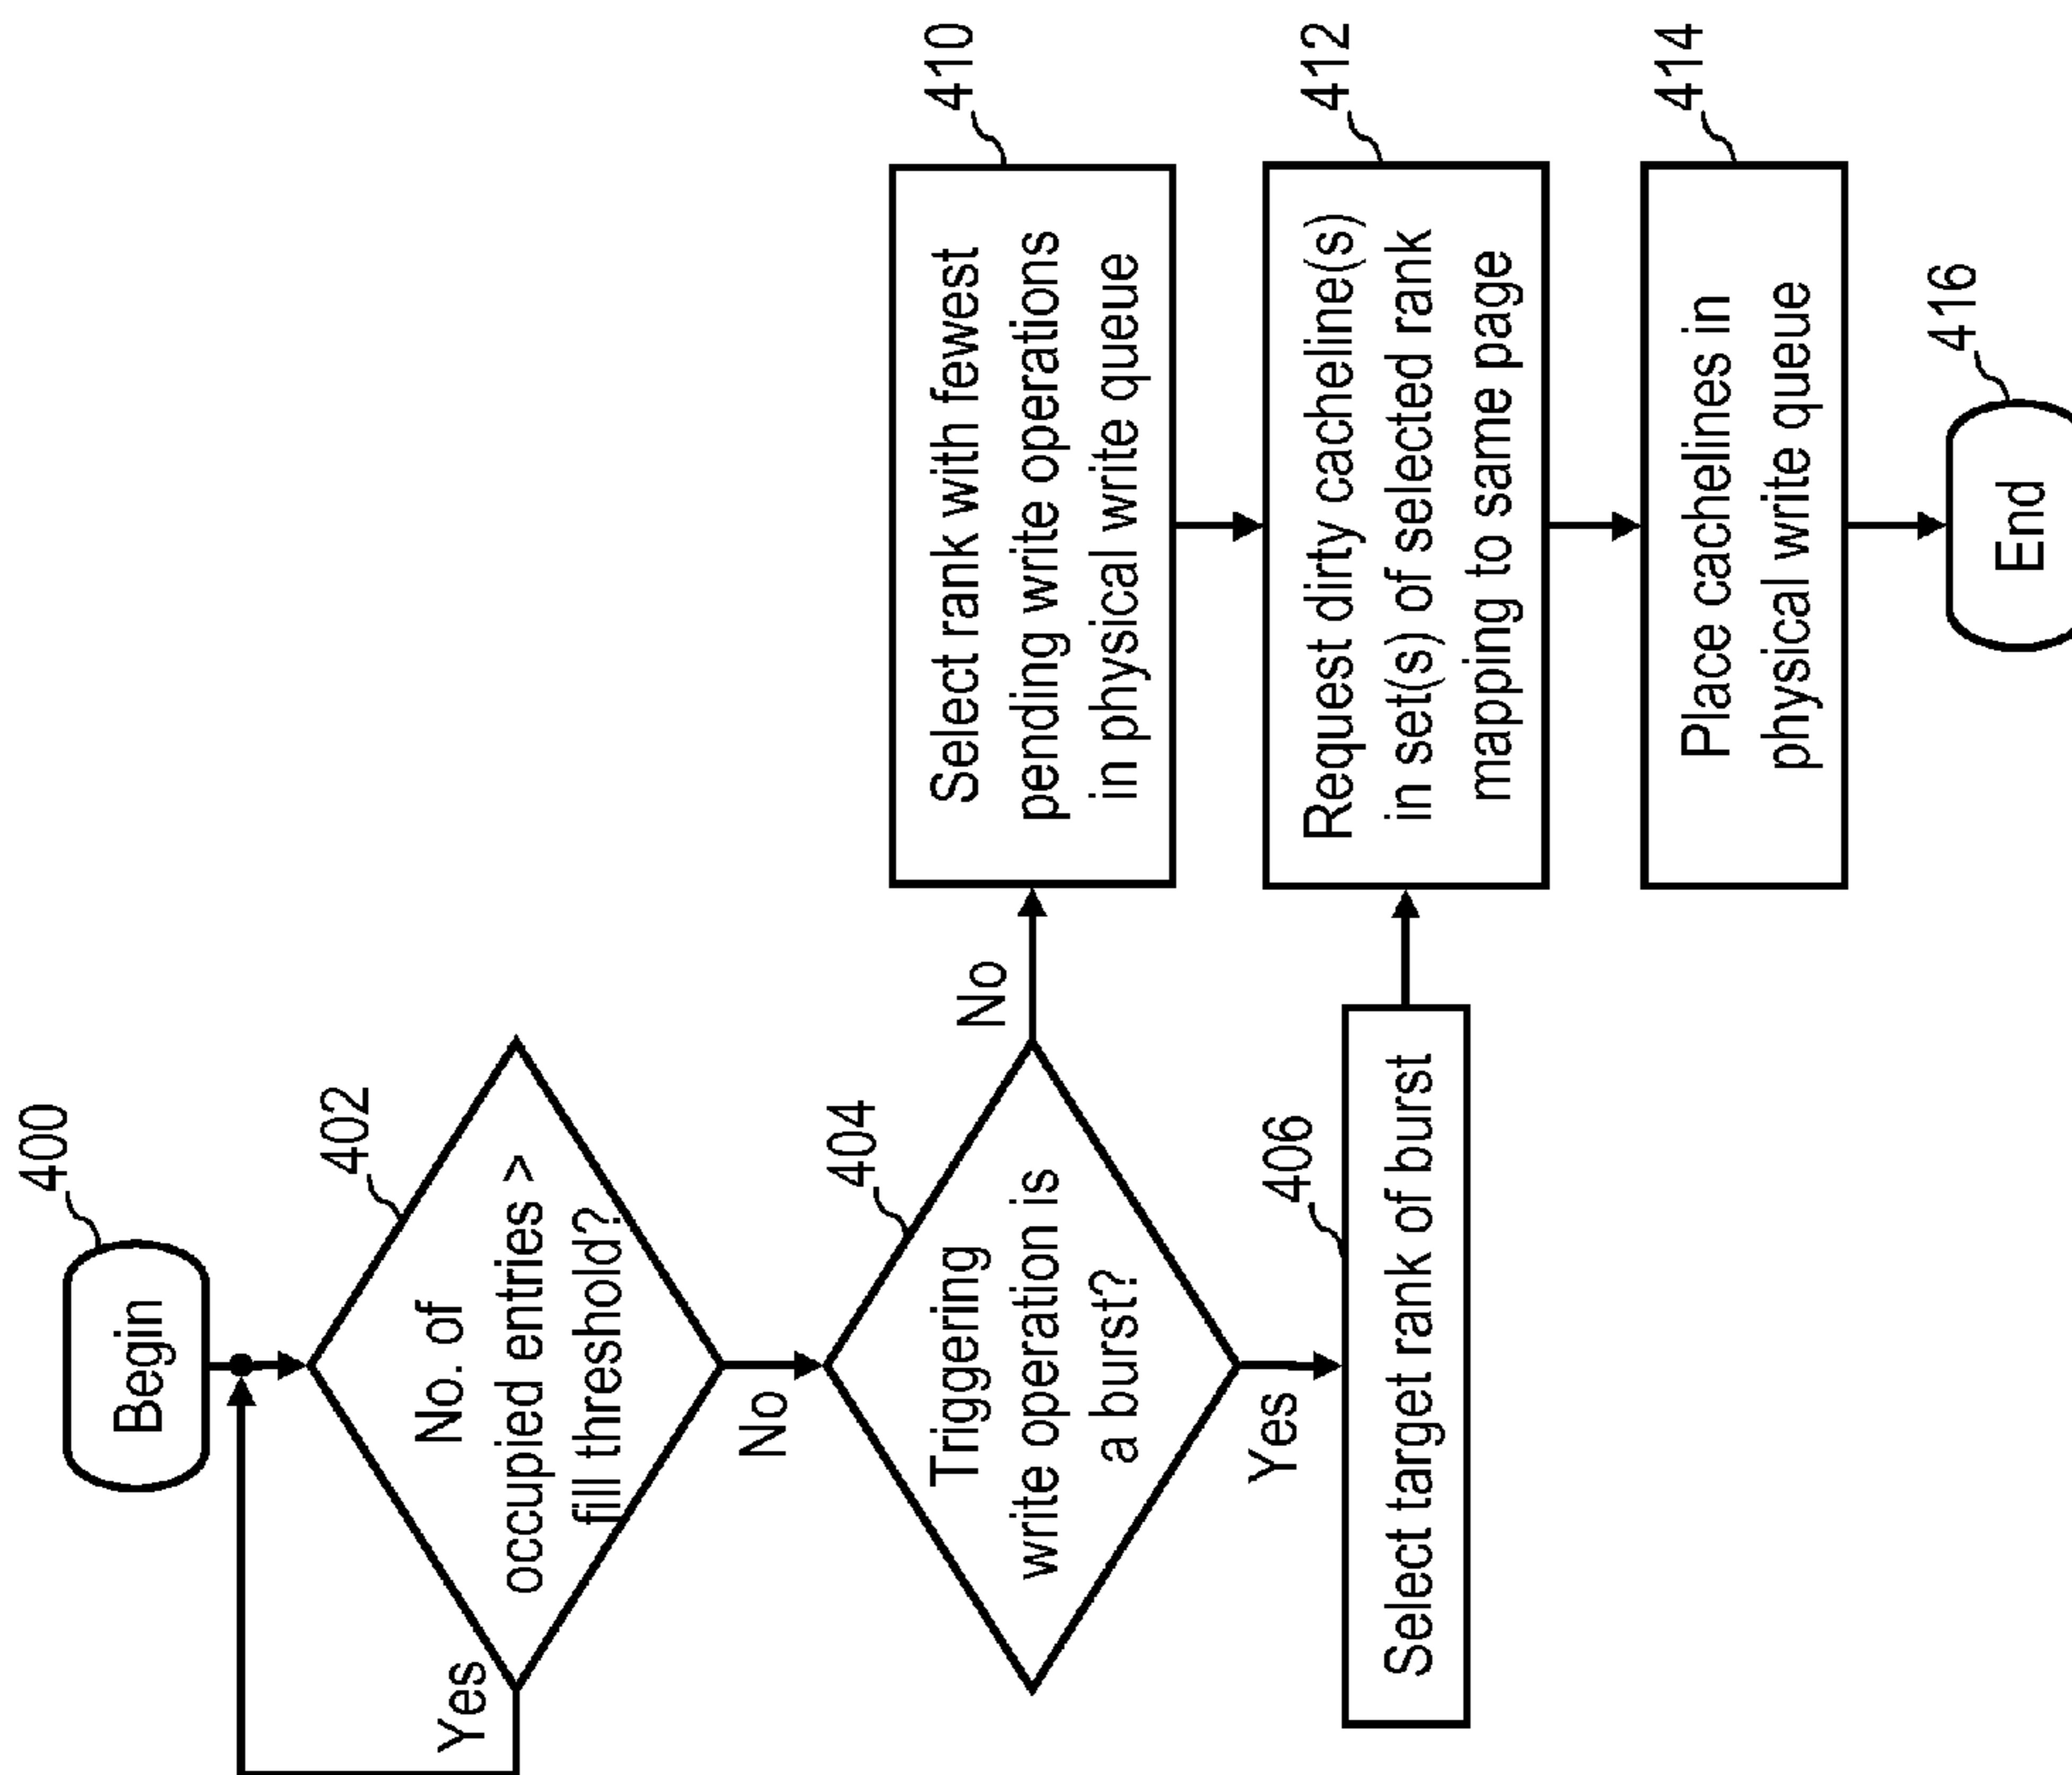 400
Begin
402
No. of
occupied entries >
fill threshold?
Yes
No
404
Triggering
write operation is
a burst?
No
Yes
406
Select target rank of burst
410
Select rank with fewest
pending write operations
in physical write queue
412
Request dirty cacheline(s)
in set(s) of selected rank
mapping to same page
414
Place cachelines in
physical write queue
416
End